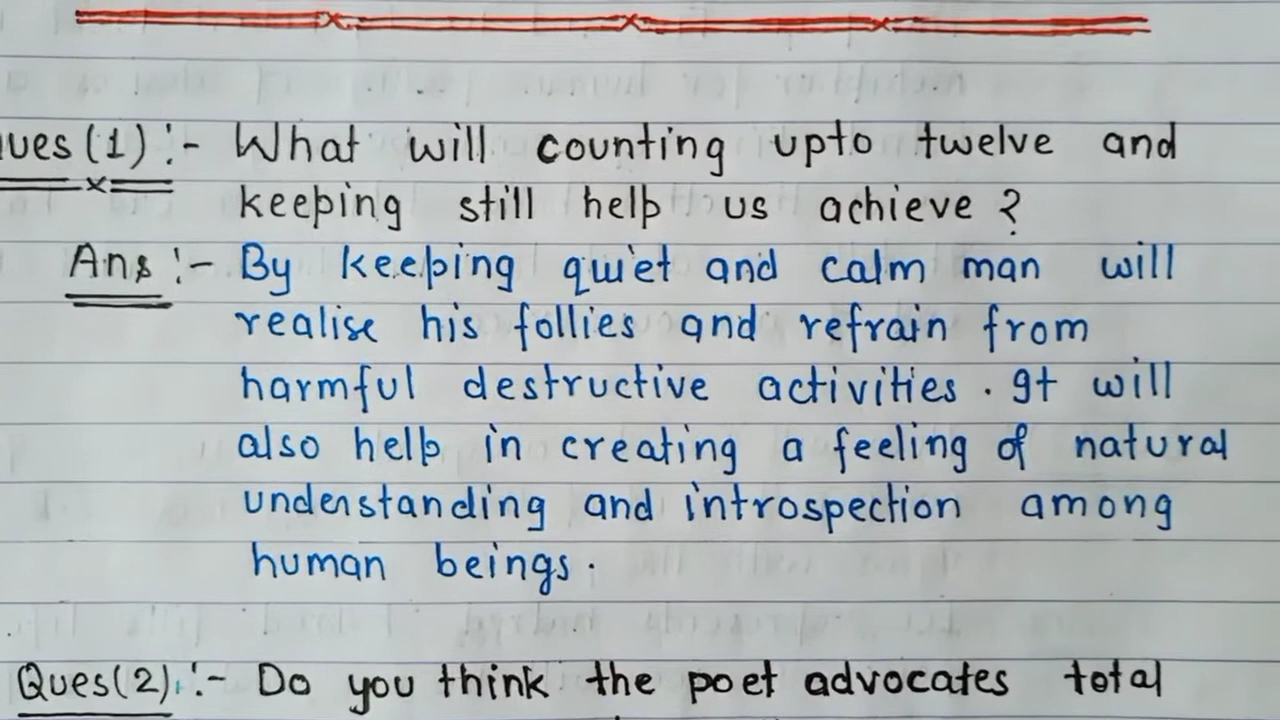 ues (1) :- What will counting upto twelve and
keeping still help us achieve ?
Ans :- By keeping quiet and calm man will
realise his follies and refrain from
harmful destructive activities . It will
also help in creating a feeling of natural
understanding and introspection among
human beings .
Ques (2) :- Do you think the poet advocates total